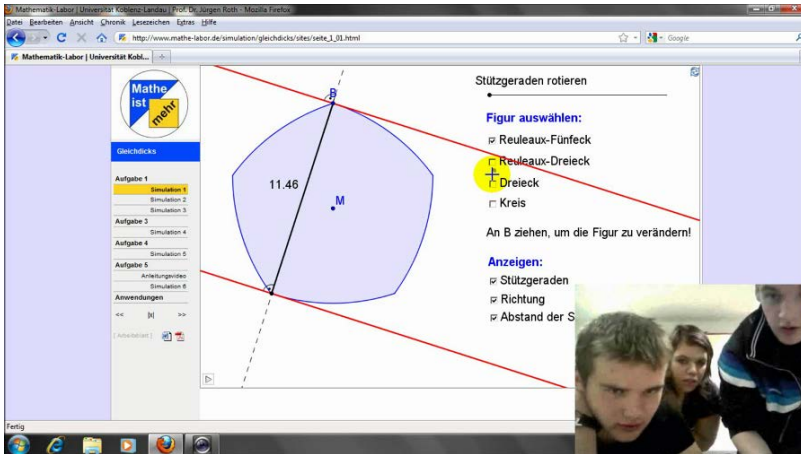 Mathematik-Labor | Universität Koblenz-Landau | Prof. Dr. Jürgen Roth - Mozilla Firefox
Datei Bearbeiten Ansicht Chronik Lesezeichen Extras Hilfe
http://www.mathe-labor.de/simulation/gleichdicks/sites/seite_1_01.html
Google
Mathematik-Labor | Universität Kobl...
Mathe
ist
mehr
Gleichdicks
Aufgabe 1
Simulation 1
Simulation 2
Simulation 3
Aufgabe 3
Simulation 4
Aufgabe 4
Simulation 5
Aufgabe 5
Anleitungsvideo
Simulation 6
Anwendungen
<< [x] >>
[ Arbeitsblatt ]
B
11.46
M
Stützgeraden rotieren
Figur auswählen:
Reuleaux-Fünfeck
Reuleaux-Dreieck
Dreieck
Kreis
An B ziehen, um die Figur zu verändern!
Anzeigen:
Stützgeraden
Richtung
Abstand der S
Fertig